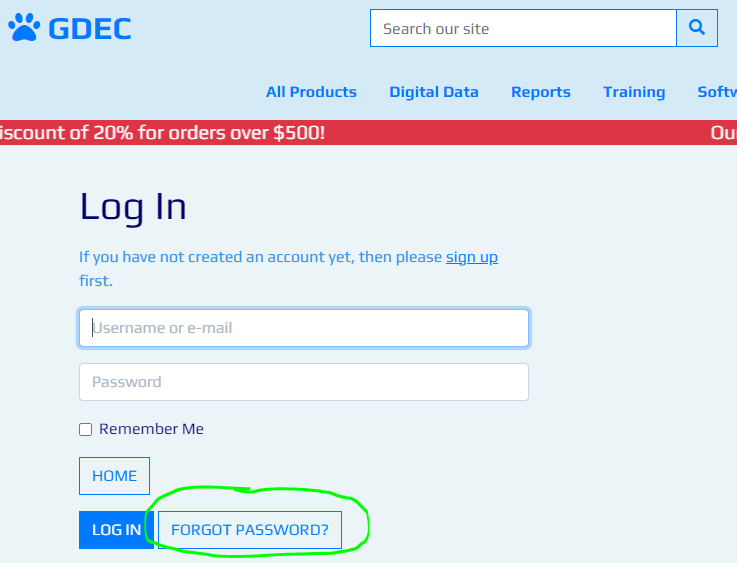 GDEC
Search our site
All Products Digital Data Reports Training
iscount of 20% for orders over $500! Ou
Log In
If you have not created an account yet, then please sign up
first.
Username or e-mail
Password
Remember Me
HOME
LOG IN FORGOT PASSWORD?